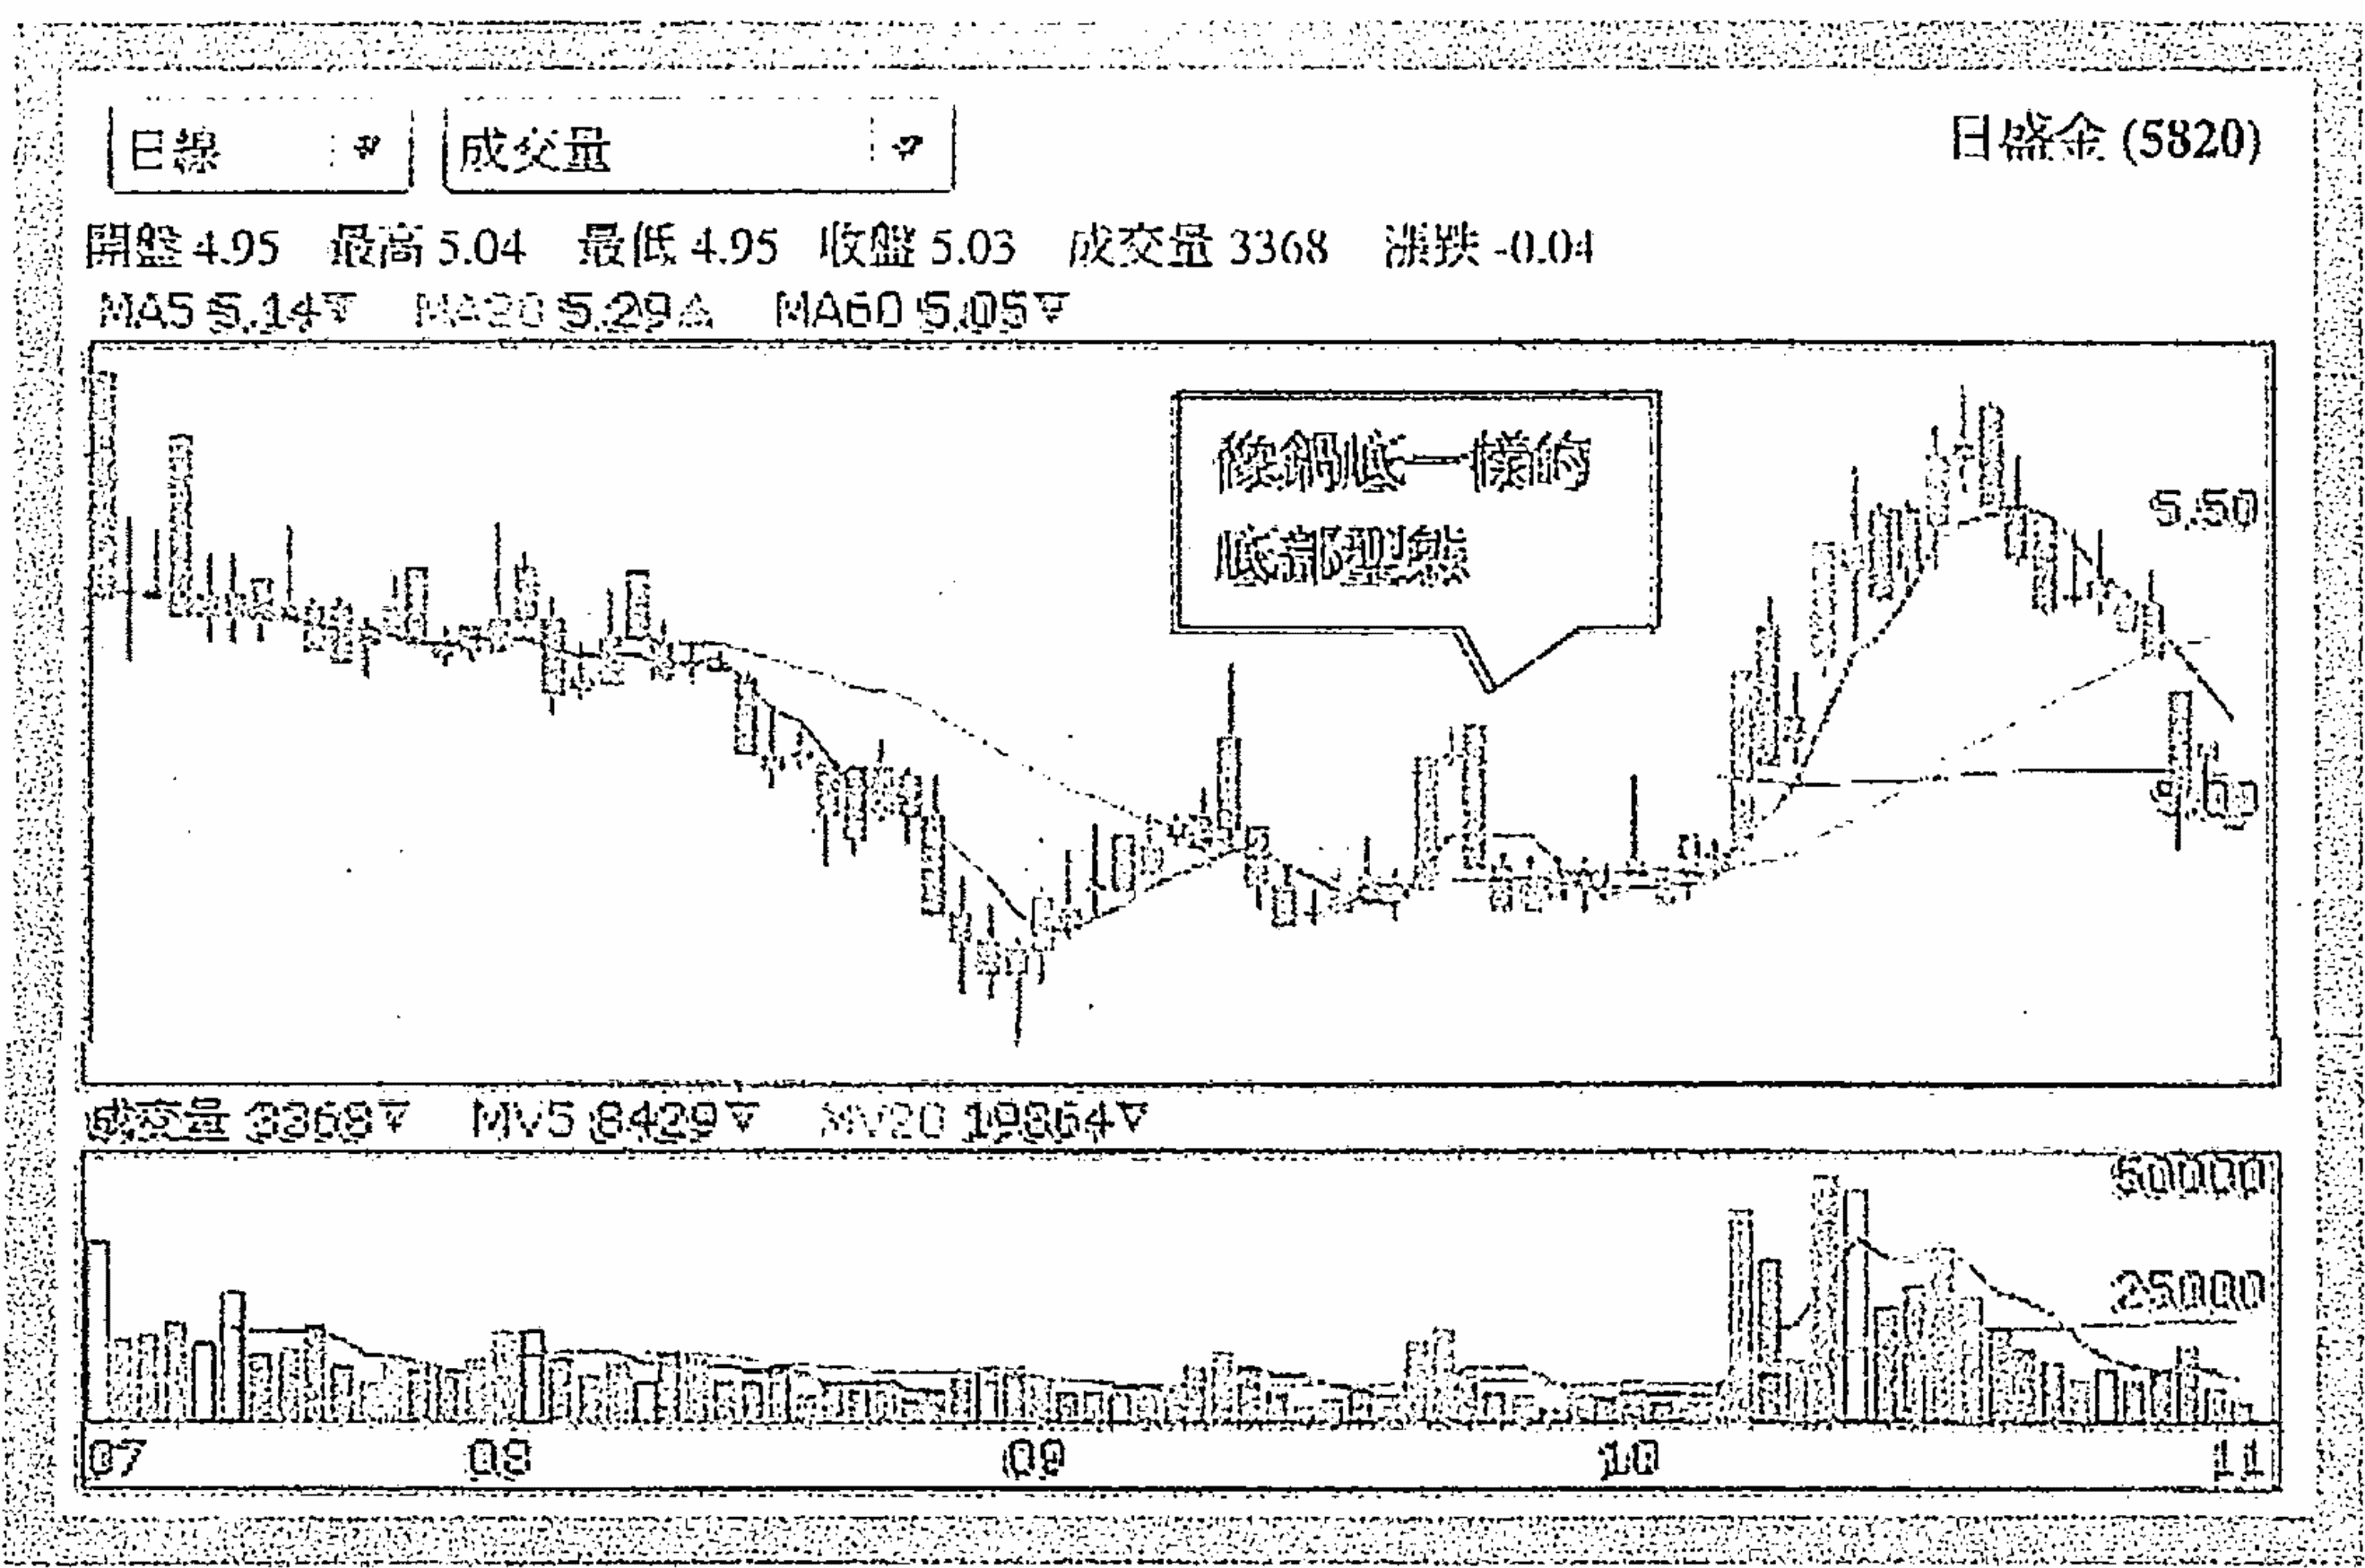 日線 成交量 日盛金 (5820)
開盤 4.95 最高 5.04 最低 4.95 收盤 5.03 成交量 3368 漲跌 -0.04
MA5 5.14▽ MA20 5.29△ MA60 5.05▽
像鍋底一樣的
底部型態
5.50
成交量 3368▽ MV5 8429▽ MV20 19864▽
50000
25000
07 08 09 10 11